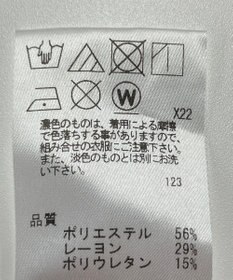 W
X22
濃色のものは、着用による摩擦
で色落ちする事がありますので、
組み合せの衣服にご注意下さい。
また、淡色のものとは別にお洗
い下さい。
123
品質
ポリエステル 56%
レーヨン 29%
ポリウレタン 15%